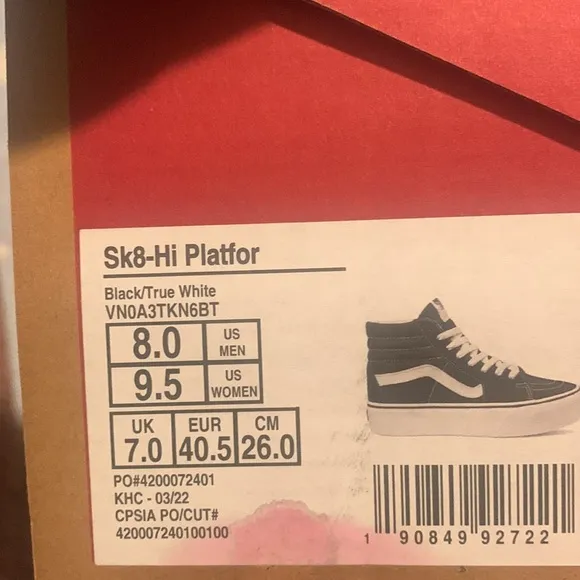 Sk8-Hi Platfor
Black/True White
VN0A3TKN6BT
8.0 US MEN
9.5 US WOMEN
UK EUR CM
7.0 40.5 26.0
PO#4200072401
KHC - 03/22
CPSIA PO/CUT#
420007240100100
1 90849 92722